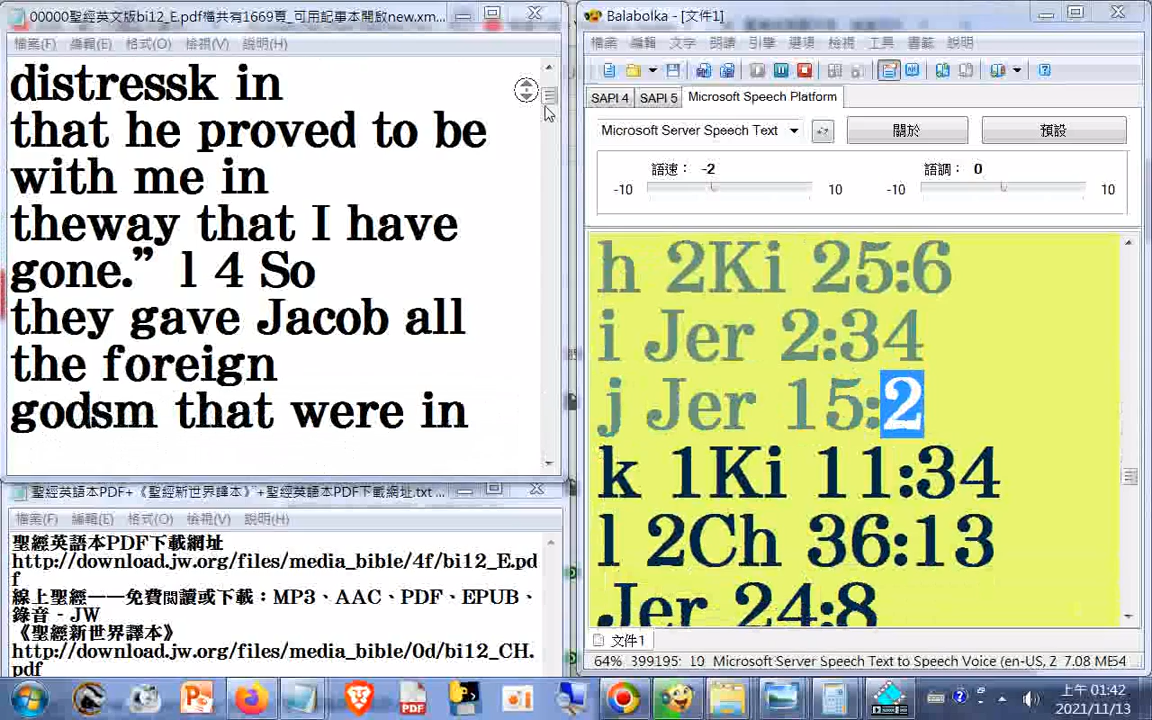 00000聖經英文版bi12_E.pdf檔共有1669頁_可用記事本開啟new.xm...
檔案(F) 編輯(E) 格式(O) 檢視(V) 說明(H)
distressk in
that he proved to be
with me in
theway that I have
gone.” l 4 So
they gave Jacob all
the foreign
godsm that were in
聖經英語本PDF+《聖經新世界譯本》+聖經英語本PDF下載網址.txt ...
檔案(F) 編輯(E) 格式(O) 檢視(V) 說明(H)
聖經英語本PDF下載網址
http://download.jw.org/files/media_bible/4f/bi12_E.pd
f
線上聖經——免費閱讀或下載：MP3、AAC、PDF、EPUB、
錄音 - JW
《聖經新世界譯本》
http://download.jw.org/files/media_bible/0d/bi12_CH.
pdf
Balabolka - [文件1]
檔案 編輯 文字 朗讀 引擎 選項 檢視 工具 書籤 說明
SAPI 4 SAPI 5 Microsoft Speech Platform
Microsoft Server Speech Text 關於 預設
語速： -2 語調： 0
-10 10 -10 10
h 2Ki 25:6
i Jer 2:34
j Jer 15:2
k 1Ki 11:34
l 2Ch 36:13
Jer 24:8
文件1
64% 399195: 10 Microsoft Server Speech Text to Speech Voice (en-US, Z 7.08 ME54
上午 01:42
2021/11/13